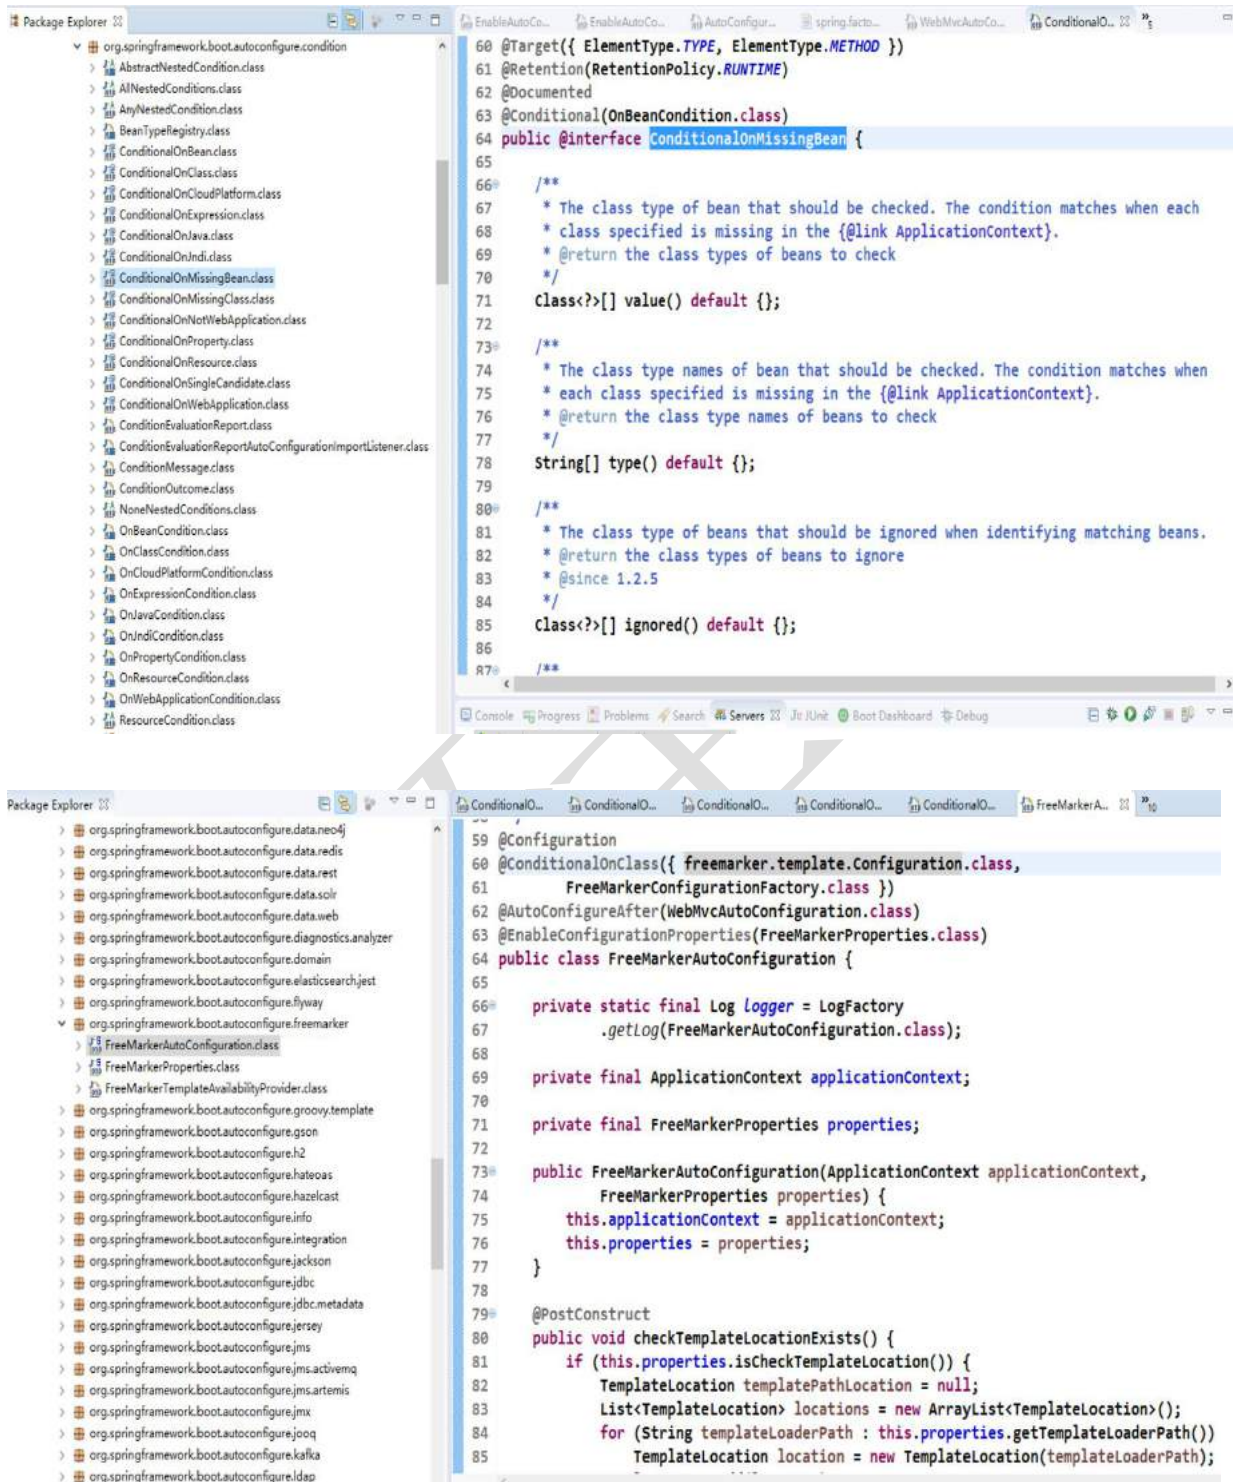 Package Explorer
org.springframework.boot.autoconfigure.condition
AbstractNestedCondition.class
AllNestedConditions.class
AnyNestedCondition.class
BeanTypeRegistry.class
ConditionalOnBean.class
ConditionalOnClass.class
ConditionalOnCloudPlatform.class
ConditionalOnExpression.class
ConditionalOnJava.class
ConditionalOnJndi.class
ConditionalOnMissingBean.class
ConditionalOnMissingClass.class
ConditionalOnNotWebApplication.class
ConditionalOnProperty.class
ConditionalOnResource.class
ConditionalOnSingleCandidate.class
ConditionalOnWebApplication.class
ConditionEvaluationReport.class
ConditionEvaluationReportAutoConfigurationImportListener.class
ConditionMessage.class
ConditionOutcome.class
NoneNestedConditions.class
OnBeanCondition.class
OnClassCondition.class
OnCloudPlatformCondition.class
OnExpressionCondition.class
OnJavaCondition.class
OnJndiCondition.class
OnPropertyCondition.class
OnResourceCondition.class
OnWebApplicationCondition.class
ResourceCondition.class
EnableAutoCo... EnableAutoCo... AutoConfigur... spring.facto... WebMvcAutoCo... ConditionalO... »5
60 @Target({ ElementType.TYPE, ElementType.METHOD })
61 @Retention(RetentionPolicy.RUNTIME)
62 @Documented
63 @Conditional(OnBeanCondition.class)
64 public @interface ConditionalOnMissingBean {
65
66 /**
67 * The class type of bean that should be checked. The condition matches when each
68 * class specified is missing in the {@link ApplicationContext}.
69 * @return the class types of beans to check
70 */
71 Class<?>[] value() default {};
72
73 /**
74 * The class type names of bean that should be checked. The condition matches when
75 * each class specified is missing in the {@link ApplicationContext}.
76 * @return the class type names of beans to check
77 */
78 String[] type() default {};
79
80 /**
81 * The class type of beans that should be ignored when identifying matching beans.
82 * @return the class types of beans to ignore
83 * @since 1.2.5
84 */
85 Class<?>[] ignored() default {};
86
87 /**
Console Progress Problems Search Servers JUnit Boot Dashboard Debug
Package Explorer
org.springframework.boot.autoconfigure.data.neo4j
org.springframework.boot.autoconfigure.data.redis
org.springframework.boot.autoconfigure.data.rest
org.springframework.boot.autoconfigure.data.solr
org.springframework.boot.autoconfigure.data.web
org.springframework.boot.autoconfigure.diagnostics.analyzer
org.springframework.boot.autoconfigure.domain
org.springframework.boot.autoconfigure.elasticsearch.jest
org.springframework.boot.autoconfigure.flyway
org.springframework.boot.autoconfigure.freemarker
FreeMarkerAutoConfiguration.class
FreeMarkerProperties.class
FreeMarkerTemplateAvailabilityProvider.class
org.springframework.boot.autoconfigure.groovy.template
org.springframework.boot.autoconfigure.gson
org.springframework.boot.autoconfigure.h2
org.springframework.boot.autoconfigure.hateoas
org.springframework.boot.autoconfigure.hazelcast
org.springframework.boot.autoconfigure.info
org.springframework.boot.autoconfigure.integration
org.springframework.boot.autoconfigure.jackson
org.springframework.boot.autoconfigure.jdbc
org.springframework.boot.autoconfigure.jdbc.metadata
org.springframework.boot.autoconfigure.jersey
org.springframework.boot.autoconfigure.jms
org.springframework.boot.autoconfigure.jms.activemq
org.springframework.boot.autoconfigure.jms.artemis
org.springframework.boot.autoconfigure.jmx
org.springframework.boot.autoconfigure.jooq
org.springframework.boot.autoconfigure.kafka
org.springframework.boot.autoconfigure.ldap
ConditionalO... ConditionalO... ConditionalO... ConditionalO... ConditionalO... FreeMarkerA... »10
59 @Configuration
60 @ConditionalOnClass({ freemarker.template.Configuration.class,
61 FreeMarkerConfigurationFactory.class })
62 @AutoConfigureAfter(WebMvcAutoConfiguration.class)
63 @EnableConfigurationProperties(FreeMarkerProperties.class)
64 public class FreeMarkerAutoConfiguration {
65
66 private static final Log logger = LogFactory
67 .getLog(FreeMarkerAutoConfiguration.class);
68
69 private final ApplicationContext applicationContext;
70
71 private final FreeMarkerProperties properties;
72
73 public FreeMarkerAutoConfiguration(ApplicationContext applicationContext,
74 FreeMarkerProperties properties) {
75 this.applicationContext = applicationContext;
76 this.properties = properties;
77 }
78
79 @PostConstruct
80 public void checkTemplateLocationExists() {
81 if (this.properties.isCheckTemplateLocation()) {
82 TemplateLocation templatePathLocation = null;
83 List<TemplateLocation> locations = new ArrayList<TemplateLocation>();
84 for (String templateLoaderPath : this.properties.getTemplateLoaderPath())
85 TemplateLocation location = new TemplateLocation(templateLoaderPath);